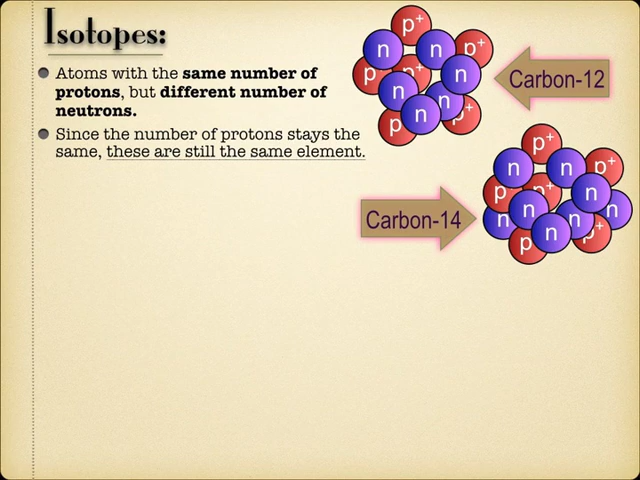 Isotopes:
Atoms with the same number of
protons, but different number of
neutrons.
Since the number of protons stays the
same, these are still the same element.
p+
n
n
p+
p
p+
n
n
n
p+
p
n
Carbon-12
p+
n
n
p+
p
p+
n
n
n
n
n
p+
p
n
Carbon-14